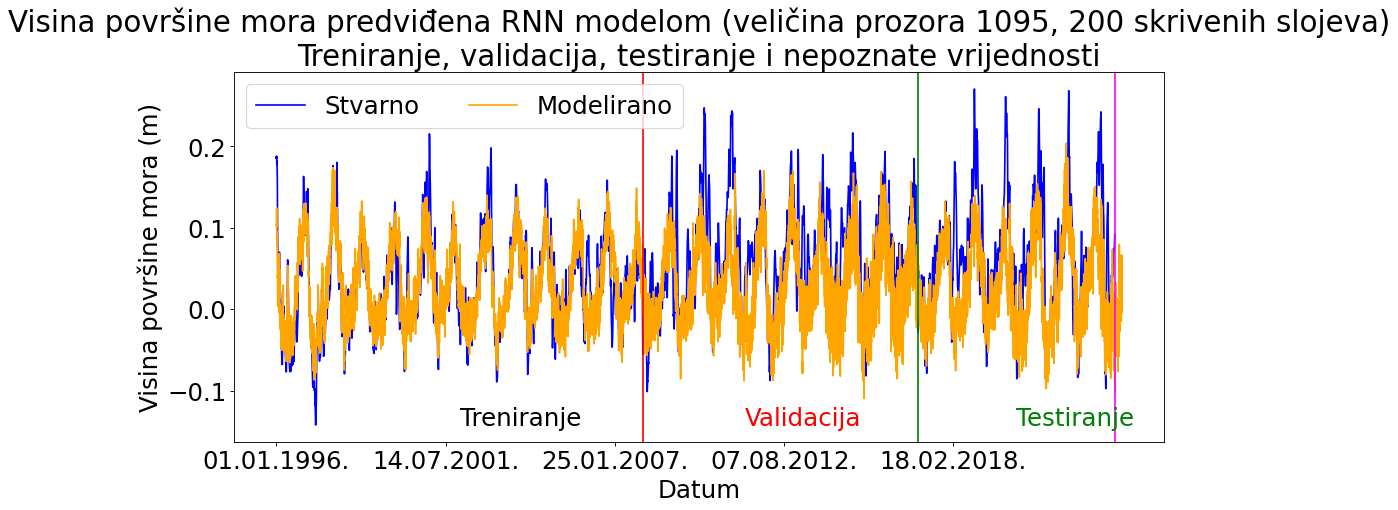 Visina površine mora predviđena RNN modelom (veličina prozora 1095, 200 skrivenih slojeva)
Treniranje, validacija, testiranje i nepoznate vrijednosti
Stvarno Modelirano
Visina površine mora (m)
0.2
0.1
0.0
−0.1
Treniranje Validacija Testiranje
01.01.1996. 14.07.2001. 25.01.2007. 07.08.2012. 18.02.2018.
Datum